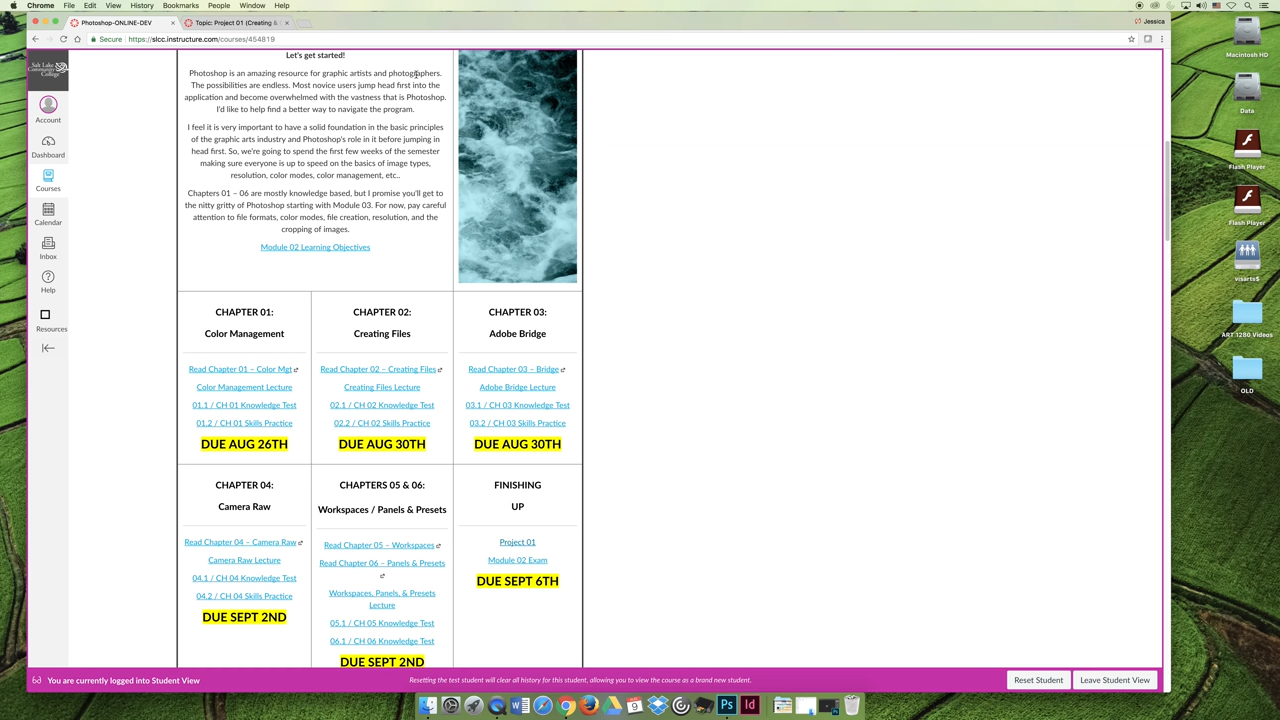 Chrome File Edit View History Bookmarks People Window Help
Photoshop-ONLINE-DEV
Topic: Project 01 (Creating &
Jessica
Secure https://slcc.instructure.com/courses/454819
Salt Lake
Community
College
Account
Dashboard
Courses
Calendar
Inbox
Help
Resources
Let's get started!
Photoshop is an amazing resource for graphic artists and photographers.
The possibilities are endless. Most novice users jump head first into the
application and become overwhelmed with the vastness that is Photoshop.
I'd like to help find a better way to navigate the program.
I feel it is very important to have a solid foundation in the basic principles
of the graphic arts industry and Photoshop's role in it before jumping in
head first. So, we're going to spend the first few weeks of the semester
making sure everyone is up to speed on the basics of image types,
resolution, color modes, color management, etc..
Chapters 01 – 06 are mostly knowledge based, but I promise you'll get to
the nitty gritty of Photoshop starting with Module 03. For now, pay careful
attention to file formats, color modes, file creation, resolution, and the
cropping of images.
Module 02 Learning Objectives
CHAPTER 01:
Color Management
Read Chapter 01 – Color Mgt
Color Management Lecture
01.1 / CH 01 Knowledge Test
01.2 / CH 01 Skills Practice
DUE AUG 26TH
CHAPTER 02:
Creating Files
Read Chapter 02 – Creating Files
Creating Files Lecture
02.1 / CH 02 Knowledge Test
02.2 / CH 02 Skills Practice
DUE AUG 30TH
CHAPTER 03:
Adobe Bridge
Read Chapter 03 – Bridge
Adobe Bridge Lecture
03.1 / CH 03 Knowledge Test
03.2 / CH 03 Skills Practice
DUE AUG 30TH
CHAPTER 04:
Camera Raw
Read Chapter 04 – Camera Raw
Camera Raw Lecture
04.1 / CH 04 Knowledge Test
04.2 / CH 04 Skills Practice
DUE SEPT 2ND
CHAPTERS 05 & 06:
Workspaces / Panels & Presets
Read Chapter 05 – Workspaces
Read Chapter 06 – Panels & Presets
Workspaces, Panels, & Presets
Lecture
05.1 / CH 05 Knowledge Test
06.1 / CH 06 Knowledge Test
DUE SEPT 2ND
FINISHING
UP
Project 01
Module 02 Exam
DUE SEPT 6TH
You are currently logged into Student View
Resetting the test student will clear all history for this student, allowing you to view the course as a brand new student.
Reset Student
Leave Student View
Macintosh HD
Data
Flash Player
Flash Player
visarts$
ART 1280 Videos
OLD
9
Ps
Id